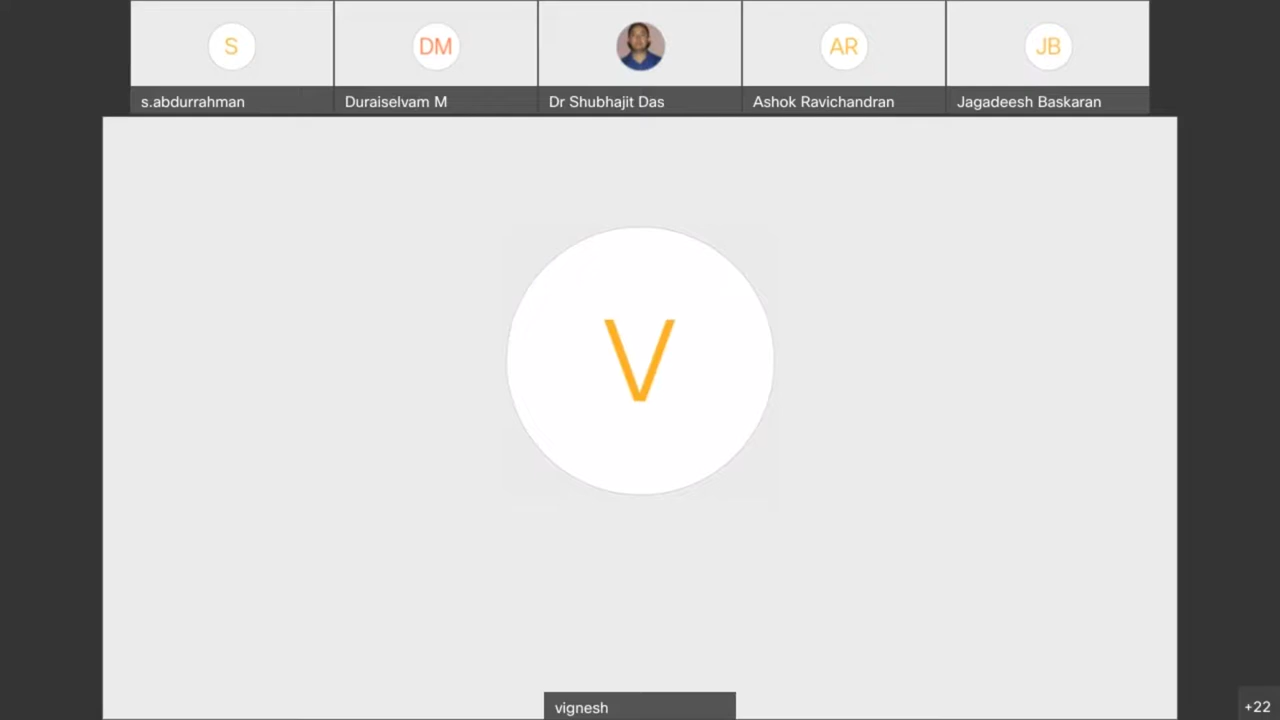 S
DM
AR
JB
s.abdurrahman
Duraiselvam M
Dr Shubhajit Das
Ashok Ravichandran
Jagadeesh Baskaran
V
vignesh
+22